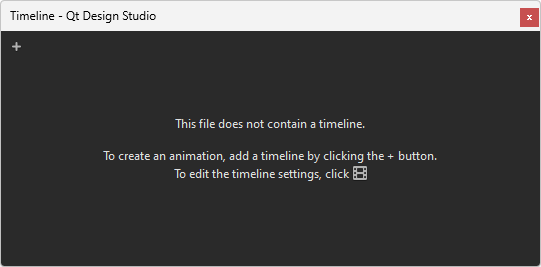 Timeline - Qt Design Studio
x
+
This file does not contain a timeline.
To create an animation, add a timeline by clicking the + button.
To edit the timeline settings, click